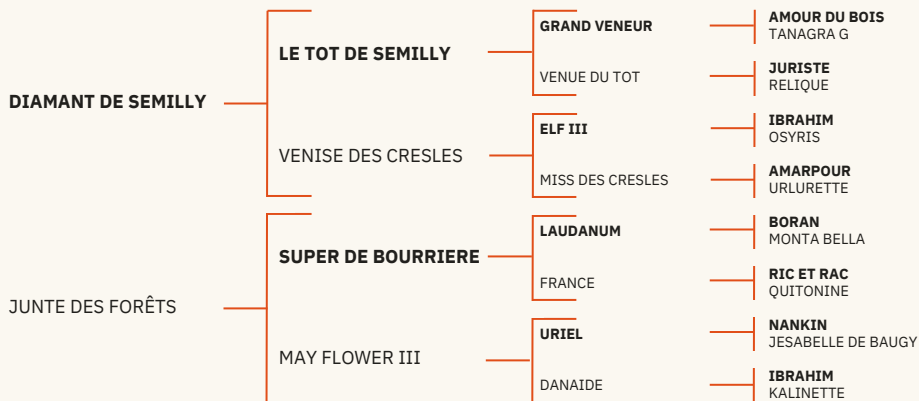 DIAMANT DE SEMILLY
LE TOT DE SEMILLY
GRAND VENEUR
AMOUR DU BOIS
TANAGRA G
VENUE DU TOT
JURISTE
RELIQUE
VENISE DES CRESLES
ELF III
IBRAHIM
OSYRIS
MISS DES CRESLES
AMARPOUR
URLURETTE
JUNTE DES FORÊTS
SUPER DE BOURRIERE
LAUDANUM
BORAN
MONTA BELLA
FRANCE
RIC ET RAC
QUITONINE
MAY FLOWER III
URIEL
NANKIN
JESABELLE DE BAUGY
DANAIDE
IBRAHIM
KALINETTE